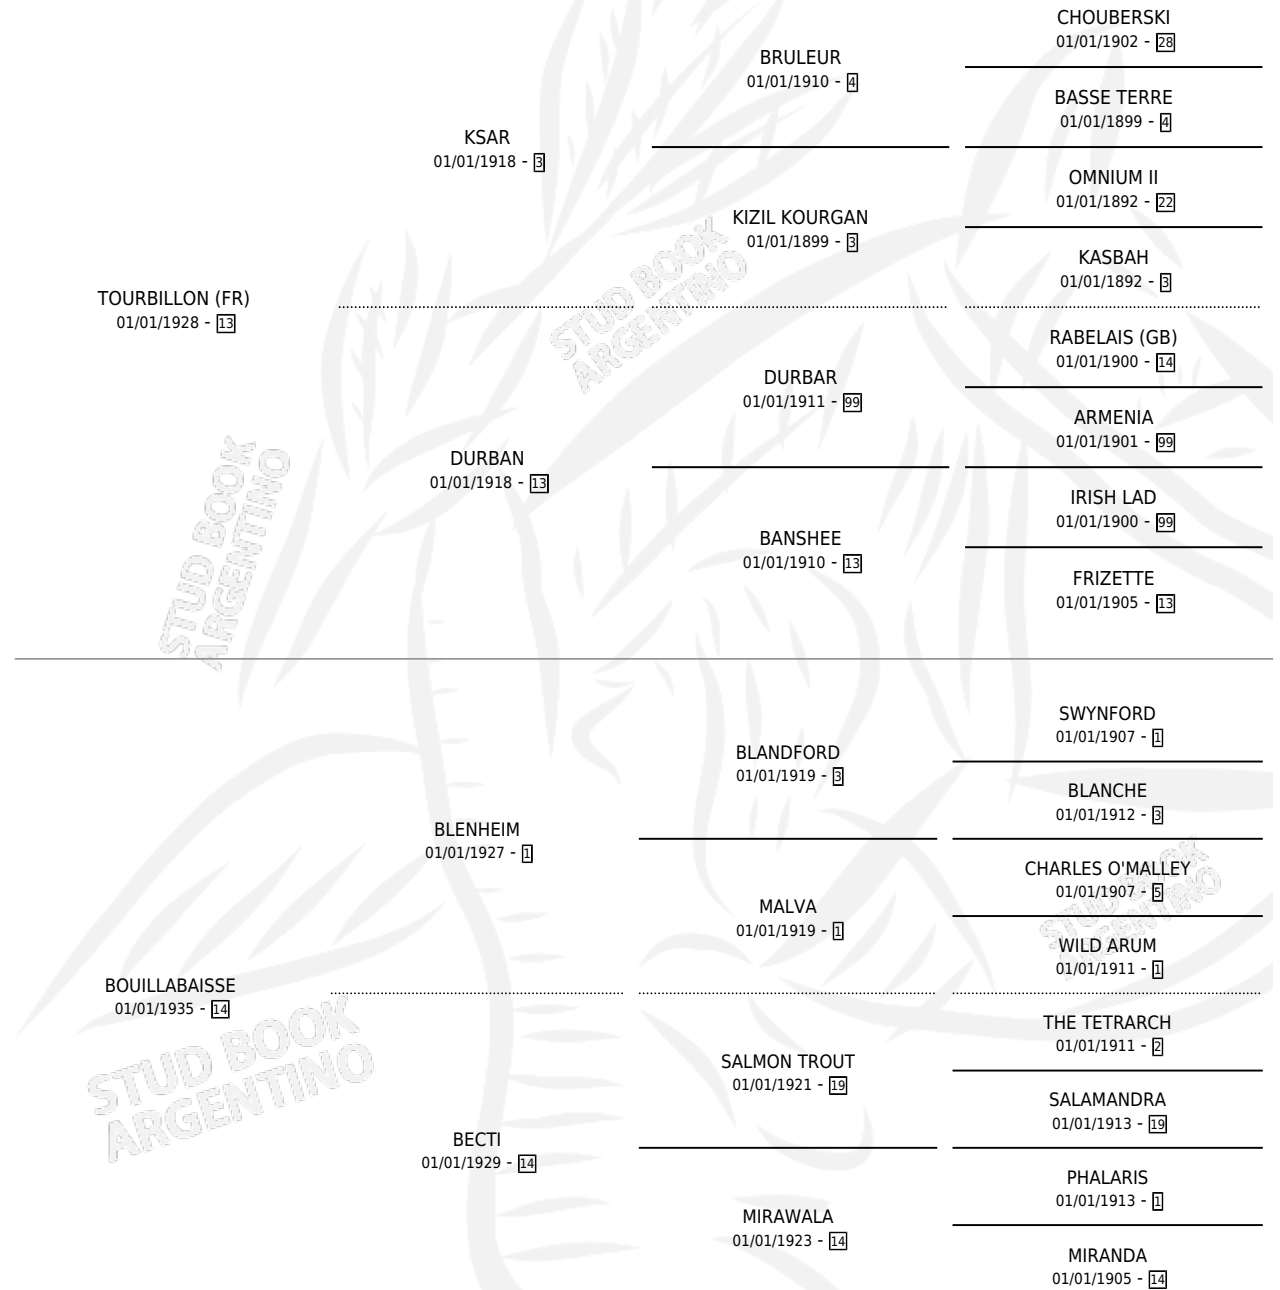 CHOUBERSKI
01/01/1902 - 28
BRULEUR
01/01/1910 - 4
BASSE TERRE
01/01/1899 - 4
KSAR
01/01/1918 - 3
OMNIUM II
01/01/1892 - 22
KIZIL KOURGAN
01/01/1899 - 3
KASBAH
01/01/1892 - 3
STUD BOOK
ARGENTINO
TOURBILLON (FR)
01/01/1928 - 13
RABELAIS (GB)
01/01/1900 - 14
DURBAR
01/01/1911 - 99
ARMENIA
01/01/1901 - 99
DURBAN
01/01/1918 - 13
IRISH LAD
01/01/1900 - 99
BANSHEE
01/01/1910 - 13
FRIZETTE
01/01/1905 - 13
STUD BOOK
ARGENTINO
SWYNFORD
01/01/1907 - 1
BLANDFORD
01/01/1919 - 3
BLANCHE
01/01/1912 - 3
BLENHEIM
01/01/1927 - 1
CHARLES O'MALLEY
01/01/1907 - 5
MALVA
01/01/1919 - 1
STUD BOOK
ARGENTINO
WILD ARUM
01/01/1911 - 1
BOUILLABAISSE
01/01/1935 - 14
THE TETRARCH
01/01/1911 - 2
STUD BOOK
ARGENTINO
SALMON TROUT
01/01/1921 - 19
SALAMANDRA
01/01/1913 - 19
BECTI
01/01/1929 - 14
PHALARIS
01/01/1913 - 1
MIRAWALA
01/01/1923 - 14
MIRANDA
01/01/1905 - 14